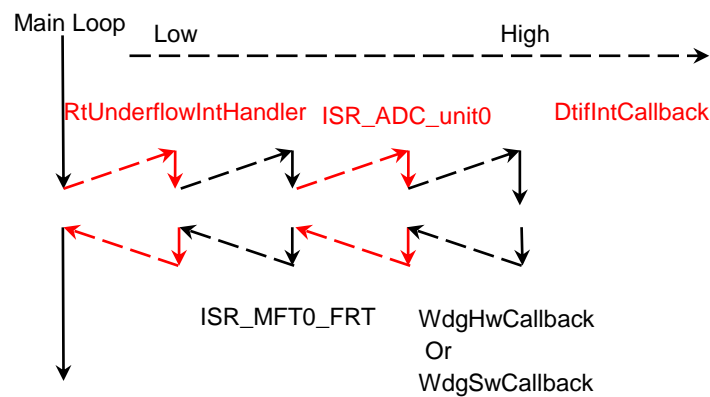 Main Loop
Low
High
RtUnderflowIntHandler
ISR_ADC_unit0
DtifIntCallback
ISR_MFT0_FRT
WdgHwCallback
Or
WdgSwCallback